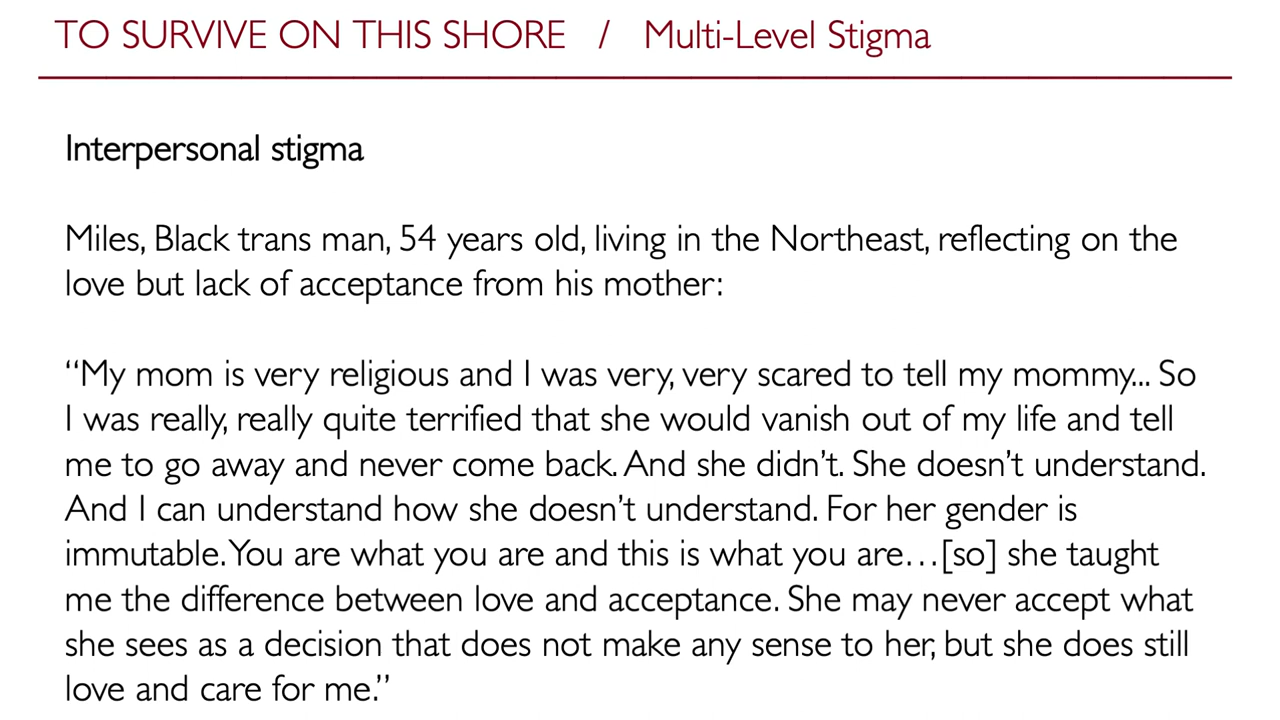 TO SURVIVE ON THIS SHORE / Multi-Level Stigma
Interpersonal stigma
Miles, Black trans man, 54 years old, living in the Northeast, reflecting on the
love but lack of acceptance from his mother:
“My mom is very religious and I was very, very scared to tell my mommy... So
I was really, really quite terrified that she would vanish out of my life and tell
me to go away and never come back. And she didn’t. She doesn’t understand.
And I can understand how she doesn’t understand. For her gender is
immutable. You are what you are and this is what you are…[so] she taught
me the difference between love and acceptance. She may never accept what
she sees as a decision that does not make any sense to her, but she does still
love and care for me.”